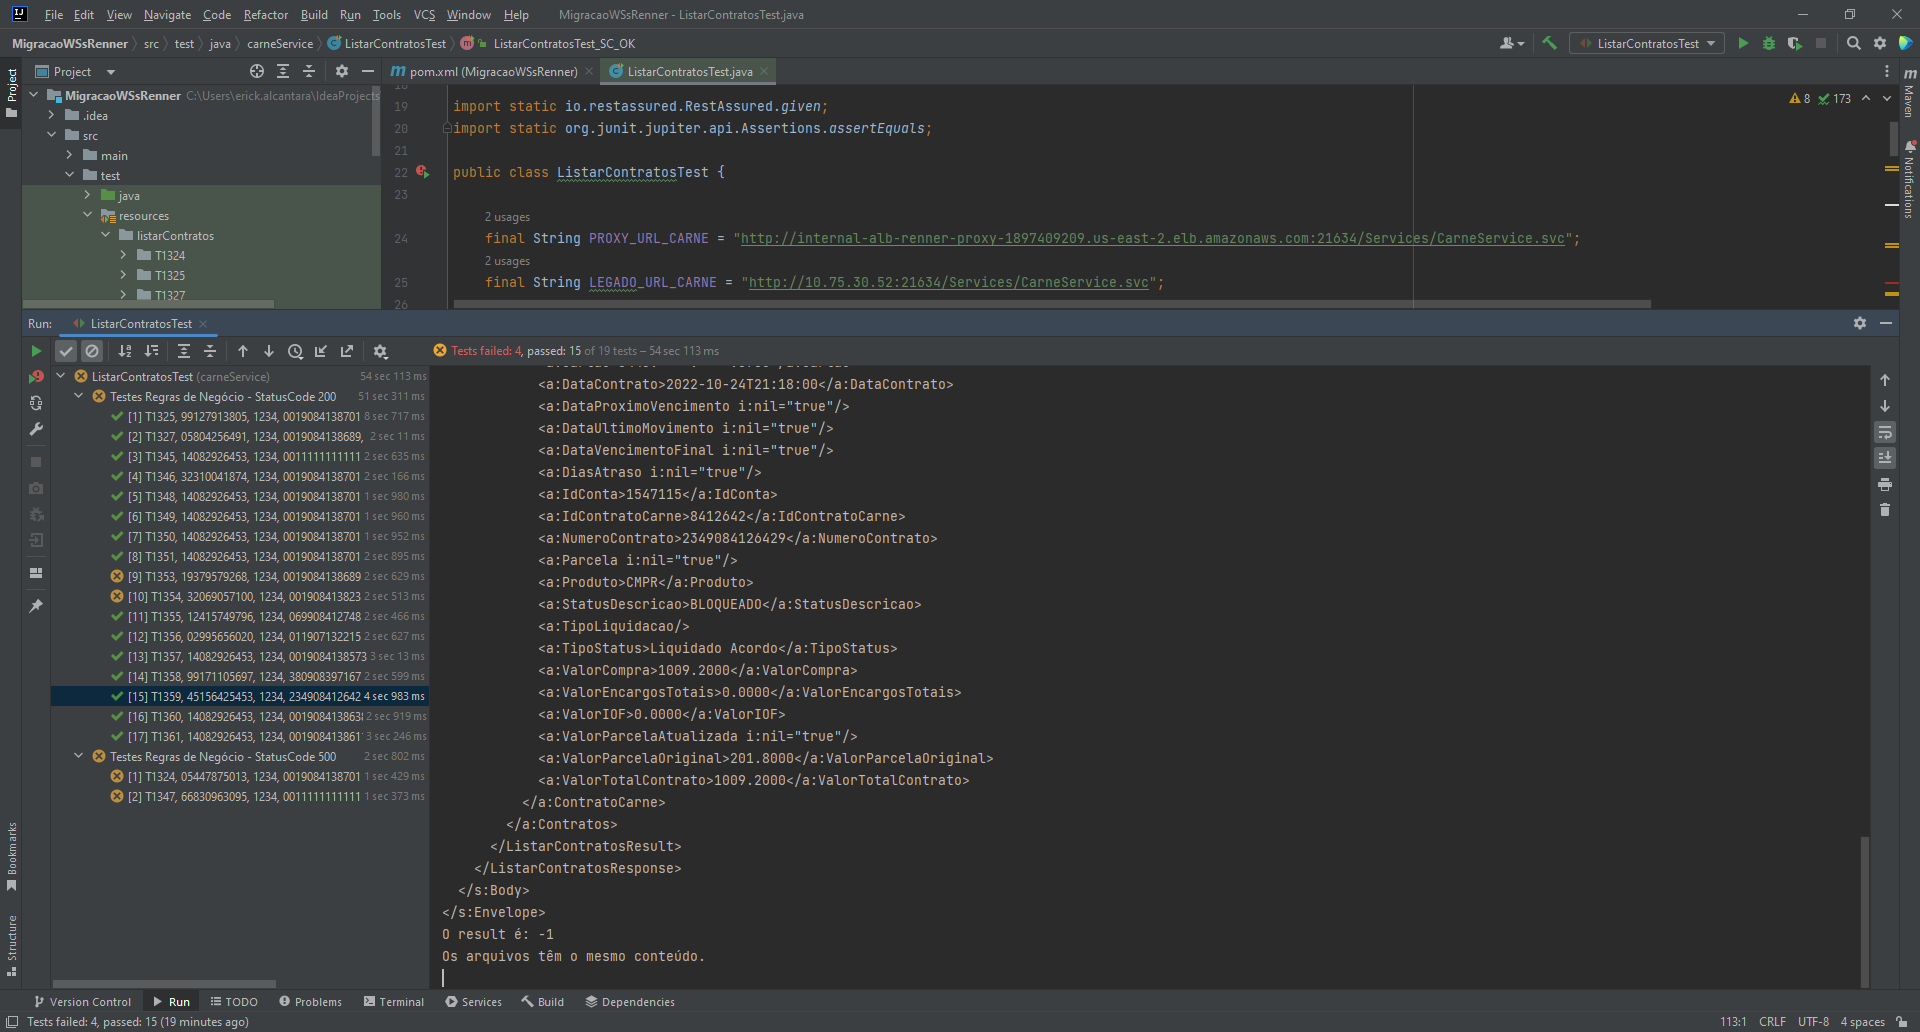 File Edit View Navigate Code Refactor Build Run Tools VCS Window Help MigracaoWSsRenner - ListarContratosTest.java
MigracaoWSsRenner src test java carneService ListarContratosTest ListarContratosTest_SC_OK ListarContratosTest
Project
pom.xml (MigracaoWSsRenner) ListarContratosTest.java
MigracaoWSsRenner C:\Users\erick.alcantara\IdeaProjects
.idea
src
main
test
java
resources
listarContratos
T1324
T1325
T1327
18
19 import static io.restassured.RestAssured.given;
20 import static org.junit.jupiter.api.Assertions.assertEquals;
21
22 public class ListarContratosTest {
23
2 usages
24 final String PROXY_URL_CARNE = "http://internal-alb-renner-proxy-1897409209.us-east-2.elb.amazonaws.com:21634/Services/CarneService.svc";
2 usages
25 final String LEGADO_URL_CARNE = "http://10.75.30.52:21634/Services/CarneService.svc";
26
8 173
Project
Maven
Notifications
Run: ListarContratosTest
Tests failed: 4, passed: 15 of 19 tests – 54 sec 113 ms
ListarContratosTest (carneService) 54 sec 113 ms
Testes Regras de Negócio - StatusCode 200 51 sec 311 ms
[1] T1325, 99127913805, 1234, 0019084138701 8 sec 717 ms
[2] T1327, 05804256491, 1234, 0019084138689, 2 sec 11 ms
[3] T1345, 14082926453, 1234, 0011111111111 2 sec 635 ms
[4] T1346, 32310041874, 1234, 0019084138701 2 sec 166 ms
[5] T1348, 14082926453, 1234, 0019084138701 1 sec 980 ms
[6] T1349, 14082926453, 1234, 0019084138701 1 sec 960 ms
[7] T1350, 14082926453, 1234, 0019084138701 1 sec 952 ms
[8] T1351, 14082926453, 1234, 0019084138701 2 sec 895 ms
[9] T1353, 19379579268, 1234, 0019084138689 2 sec 629 ms
[10] T1354, 32069057100, 1234, 001908413823 2 sec 513 ms
[11] T1355, 12415749796, 1234, 069908412748 2 sec 466 ms
[12] T1356, 02995656020, 1234, 011907132215 2 sec 627 ms
[13] T1357, 14082926453, 1234, 0019084138573 3 sec 13 ms
[14] T1358, 99171105697, 1234, 380908397167 2 sec 599 ms
[15] T1359, 45156425453, 1234, 234908412642 4 sec 983 ms
[16] T1360, 14082926453, 1234, 001908413863 2 sec 919 ms
[17] T1361, 14082926453, 1234, 001908413861 3 sec 246 ms
Testes Regras de Negócio - StatusCode 500 2 sec 802 ms
[1] T1324, 05447875013, 1234, 0019084138701 1 sec 429 ms
[2] T1347, 66830963095, 1234, 0011111111111 1 sec 373 ms
<a:DataContrato>2022-10-24T21:18:00</a:DataContrato>
<a:DataProximoVencimento i:nil="true"/>
<a:DataUltimoMovimento i:nil="true"/>
<a:DataVencimentoFinal i:nil="true"/>
<a:DiasAtraso i:nil="true"/>
<a:IdConta>1547115</a:IdConta>
<a:IdContratoCarne>8412642</a:IdContratoCarne>
<a:NumeroContrato>2349084126429</a:NumeroContrato>
<a:Parcela i:nil="true"/>
<a:Produto>CMPR</a:Produto>
<a:StatusDescricao>BLOQUEADO</a:StatusDescricao>
<a:TipoLiquidacao/>
<a:TipoStatus>Liquidado Acordo</a:TipoStatus>
<a:ValorCompra>1009.2000</a:ValorCompra>
<a:ValorEncargosTotais>0.0000</a:ValorEncargosTotais>
<a:ValorIOF>0.0000</a:ValorIOF>
<a:ValorParcelaAtualizada i:nil="true"/>
<a:ValorParcelaOriginal>201.8000</a:ValorParcelaOriginal>
<a:ValorTotalContrato>1009.2000</a:ValorTotalContrato>
</a:ContratoCarne>
</a:Contratos>
</ListarContratosResult>
</ListarContratosResponse>
</s:Body>
</s:Envelope>
O result é: -1
Os arquivos têm o mesmo conteúdo.
Bookmarks
Structure
Version Control Run TODO Problems Terminal Services Build Dependencies
Tests failed: 4, passed: 15 (19 minutes ago) 113:1 CRLF UTF-8 4 spaces